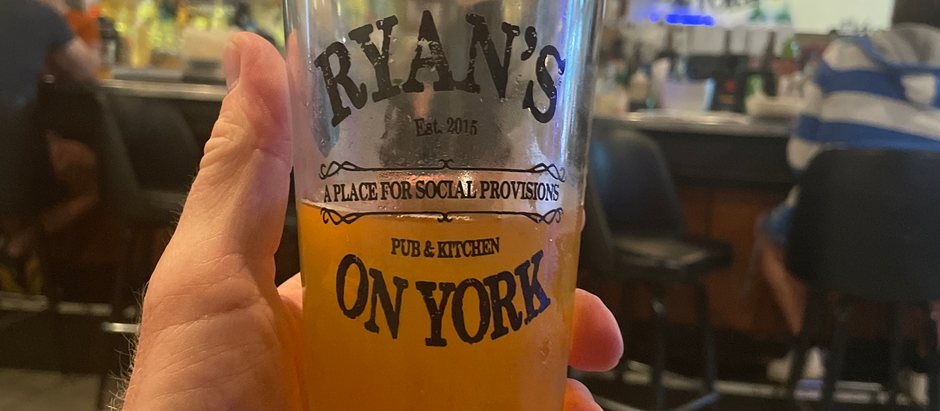 RYAN'S
Est. 2015
A PLACE FOR SOCIAL PROVISIONS
PUB & KITCHEN
ON YORK